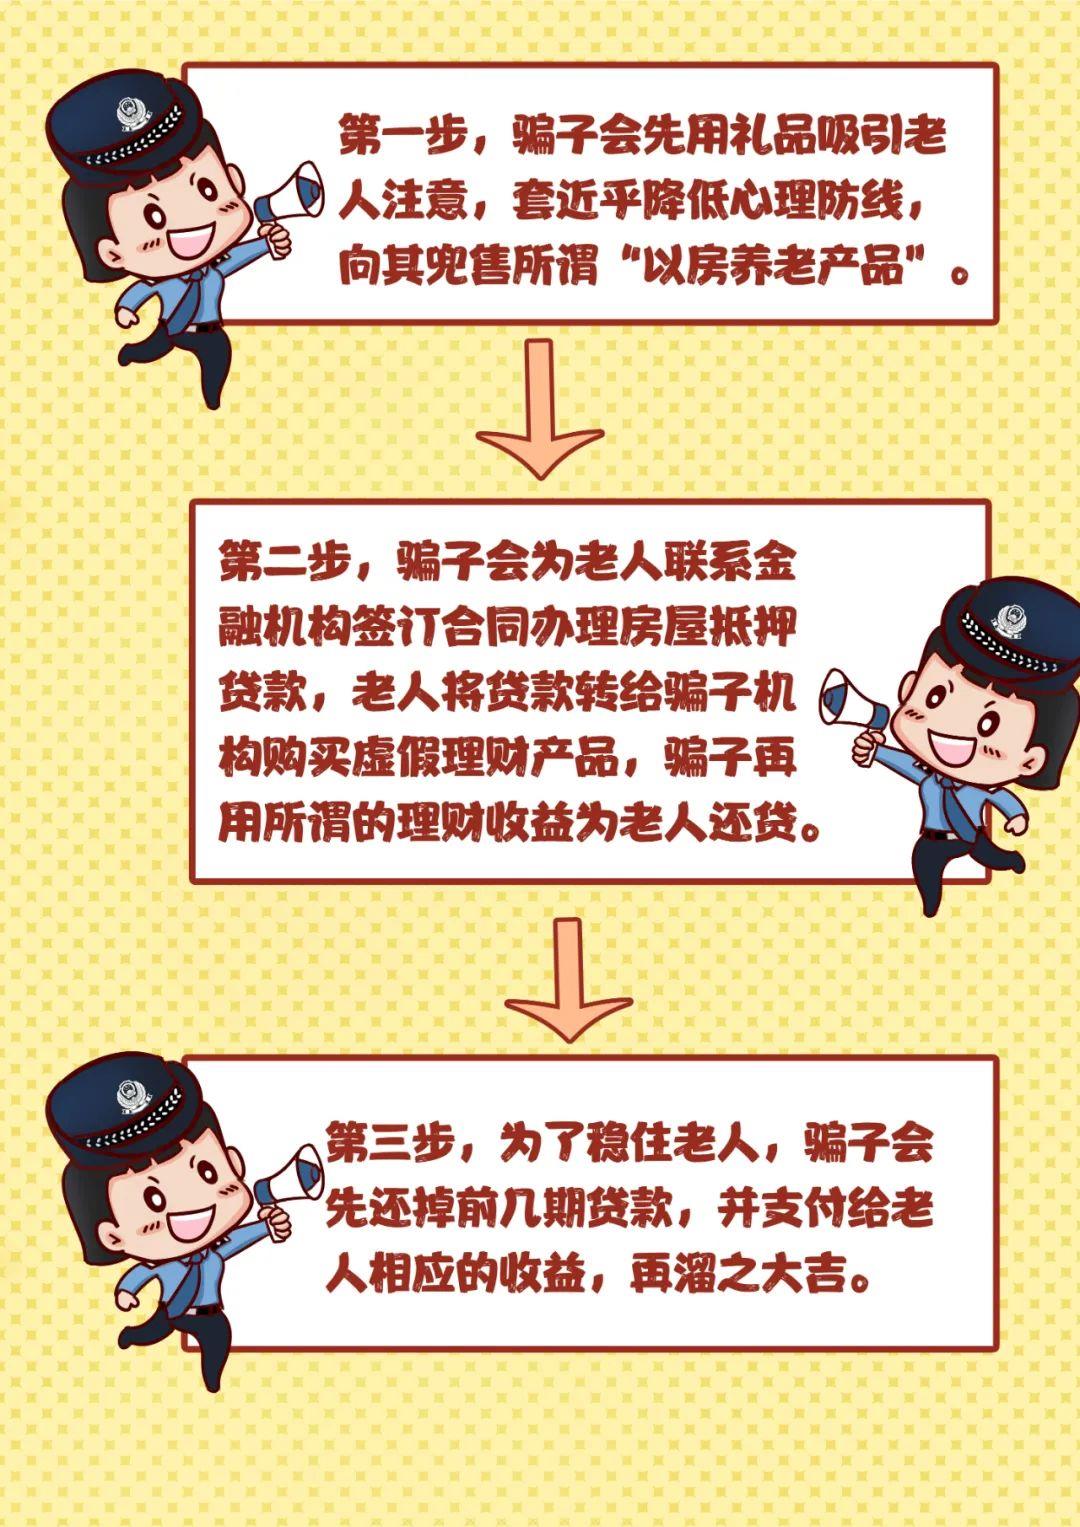 第一步，骗子会先用礼品吸引老
人注意，套近乎降低心理防线，
向其兜售所谓“以房养老产品”。
第二步，骗子会为老人联系金
融机构签订合同办理房屋抵押
贷款，老人将贷款转给骗子机
构购买虚假理财产品，骗子再
用所谓的理财收益为老人还贷。
第三步，为了稳住老人，骗子会
先还掉前几期贷款，并支付给老
人相应的收益，再溜之大吉。